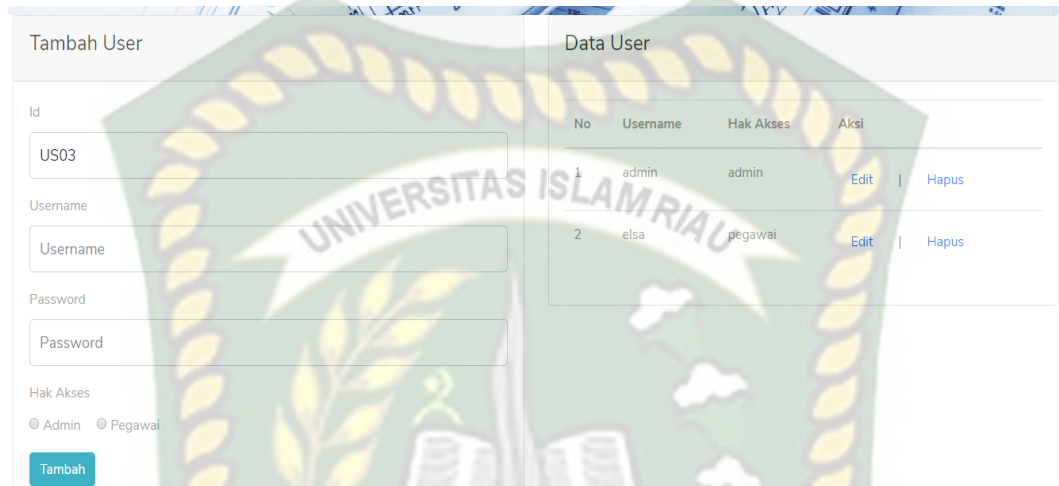 Tambah User
Id
US03
Username
Username
Password
Password
Hak Akses
Admin Pegawai
Tambah
Data User
No Username Hak Akses Aksi
1 admin admin Edit | Hapus
2 elsa pegawai Edit | Hapus
UNIVERSITAS ISLAM RIAU